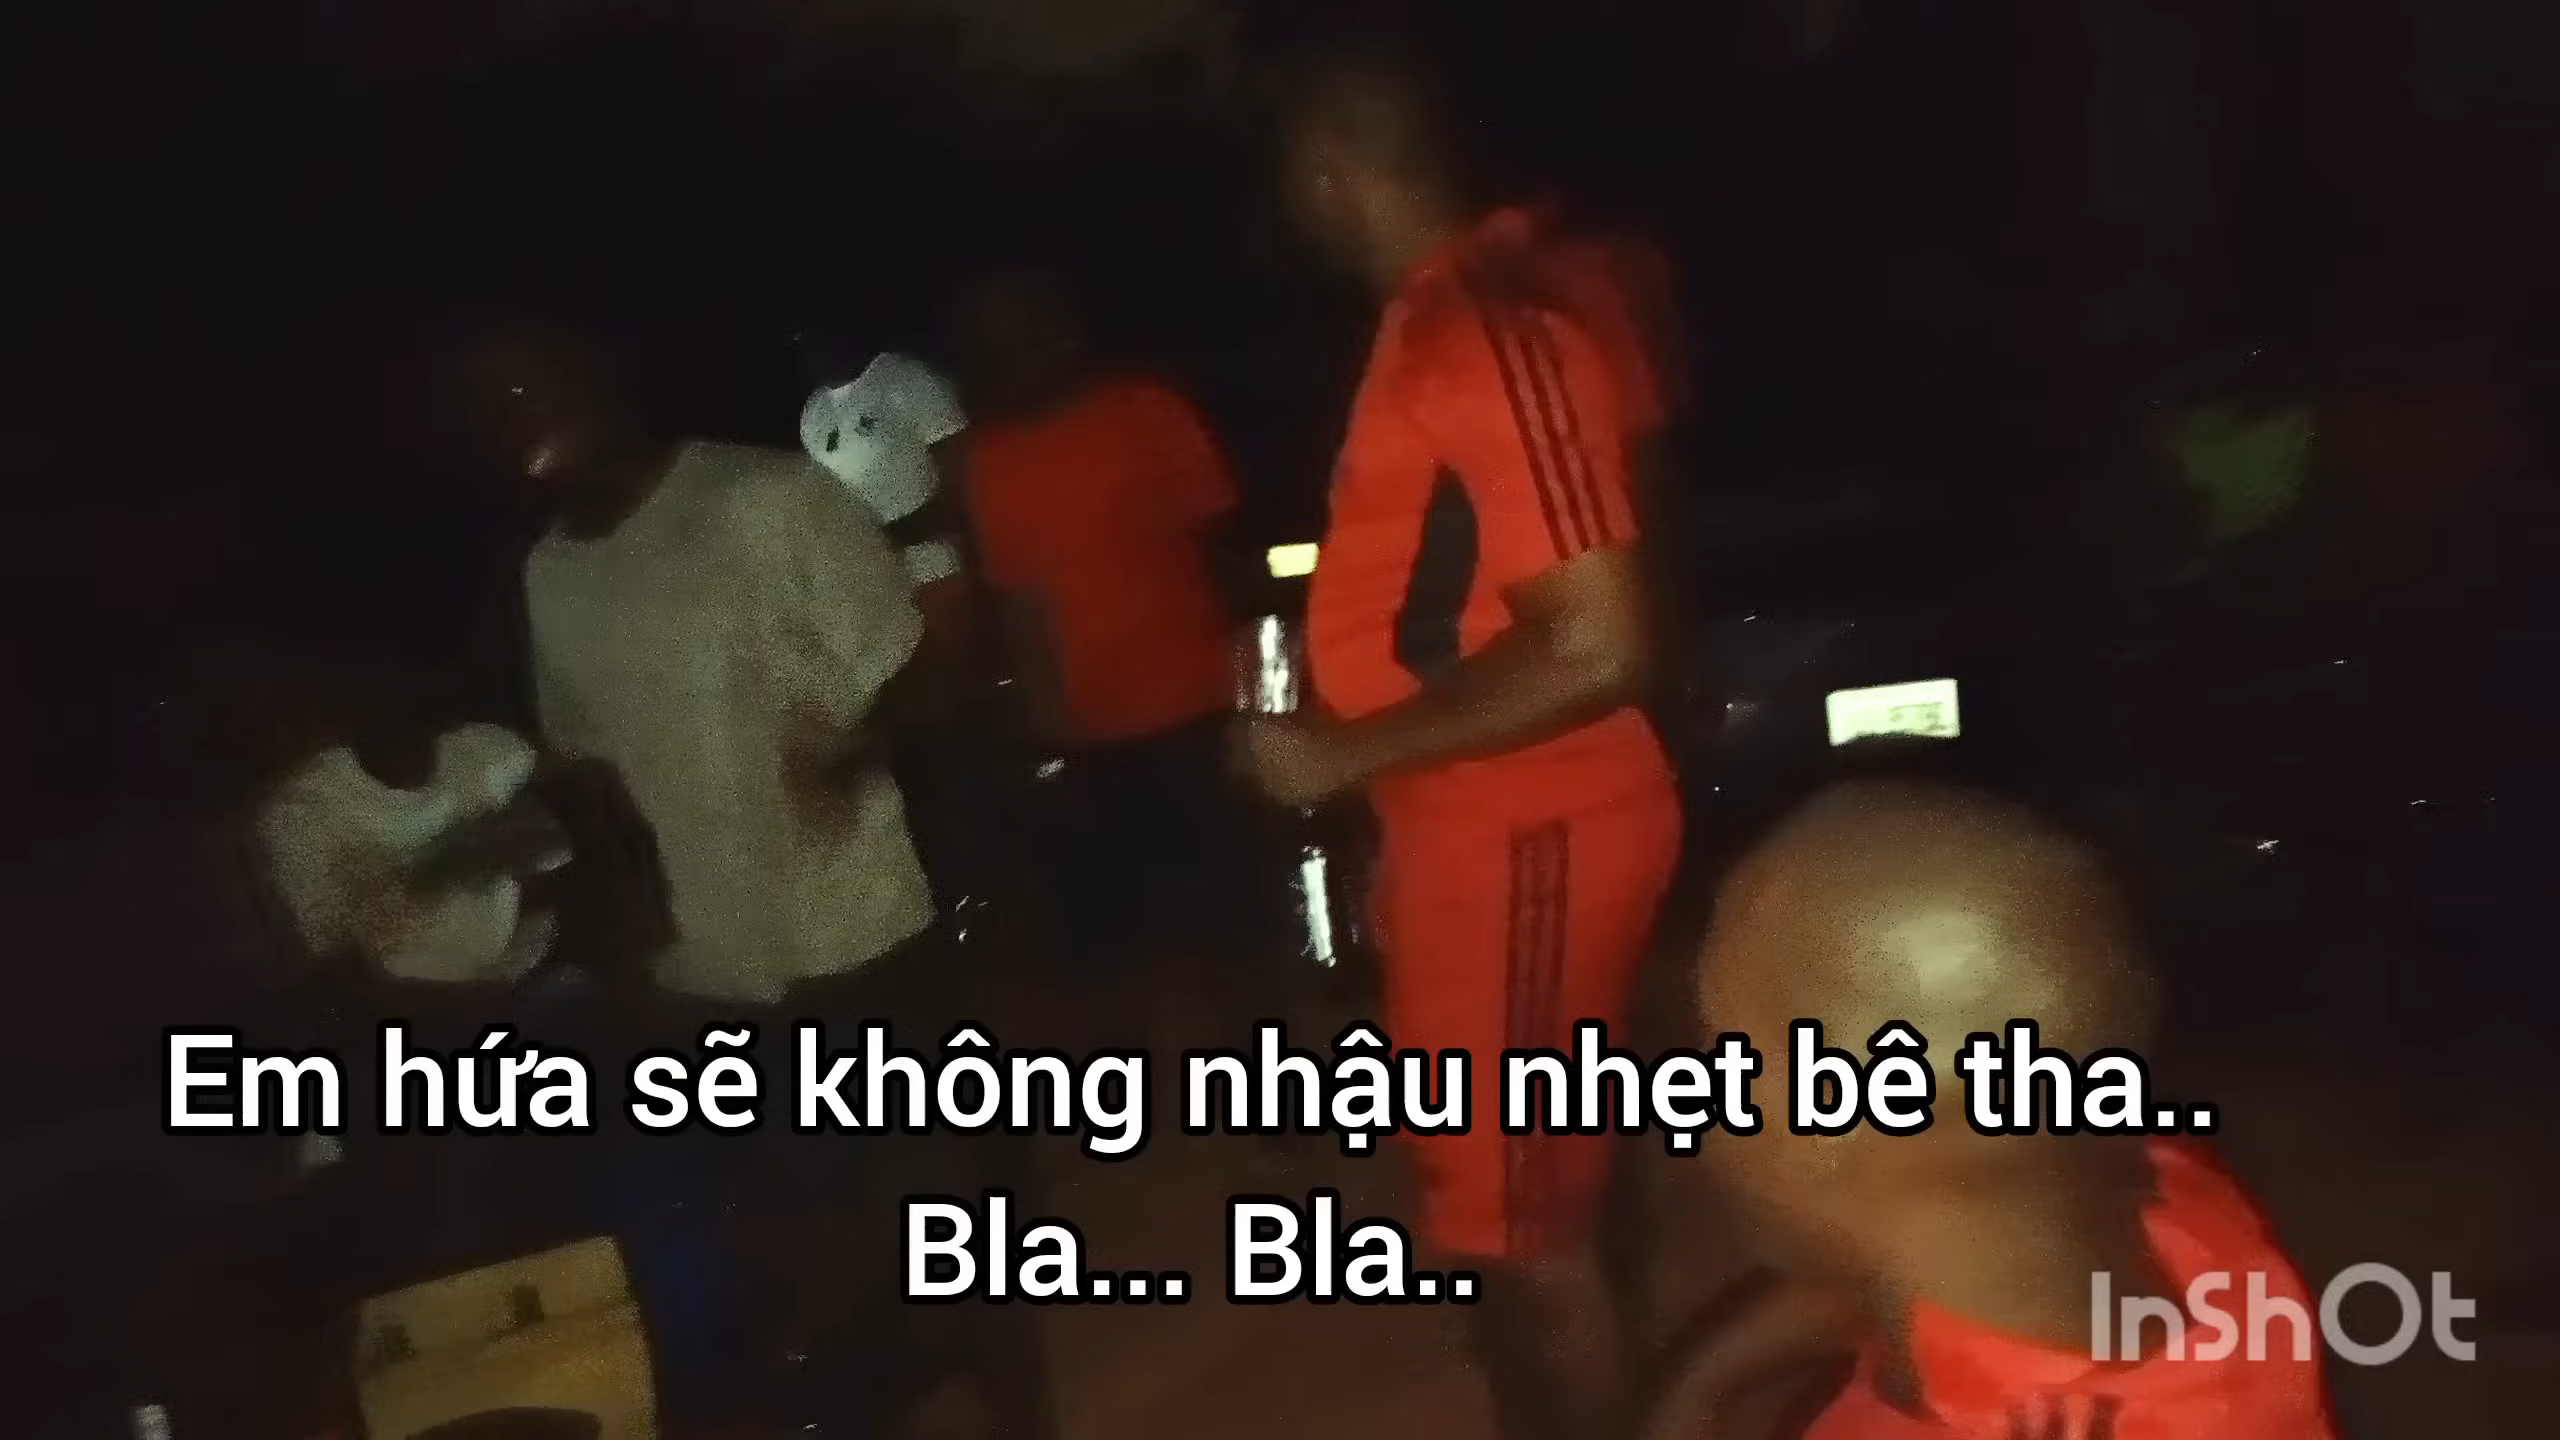 Em hứa sẽ không nhậu nhẹt bê tha..
Bla... Bla..
InShOt